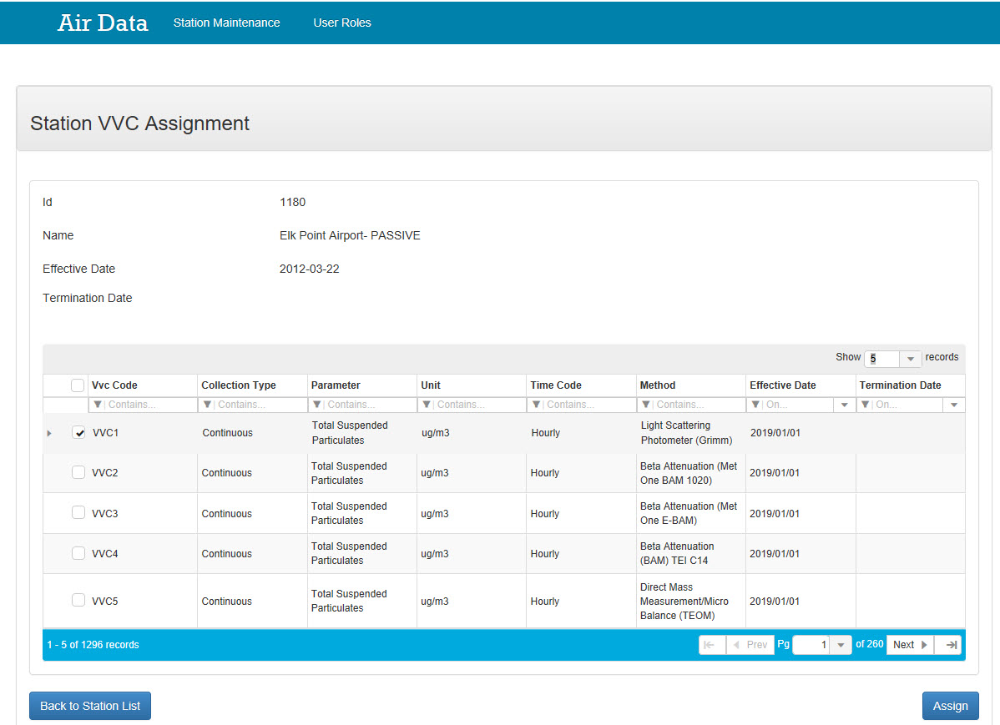 Air Data Station Maintenance User Roles
Station VVC Assignment
Id 1180
Name Elk Point Airport- PASSIVE
Effective Date 2012-03-22
Termination Date
Show 5 records
Vvc Code Collection Type Parameter Unit Time Code Method Effective Date Termination Date
Contains... Contains... Contains... Contains... Contains... Contains... On... On...
VVC1 Continuous Total Suspended Particulates ug/m3 Hourly Light Scattering Photometer (Grimm) 2019/01/01
VVC2 Continuous Total Suspended Particulates ug/m3 Hourly Beta Attenuation (Met One BAM 1020) 2019/01/01
VVC3 Continuous Total Suspended Particulates ug/m3 Hourly Beta Attenuation (Met One E-BAM) 2019/01/01
VVC4 Continuous Total Suspended Particulates ug/m3 Hourly Beta Attenuation (BAM) TEI C14 2019/01/01
VVC5 Continuous Total Suspended Particulates ug/m3 Hourly Direct Mass Measurement/Micro Balance (TEOM) 2019/01/01
1 - 5 of 1296 records Prev Pg 1 of 260 Next
Back to Station List Assign